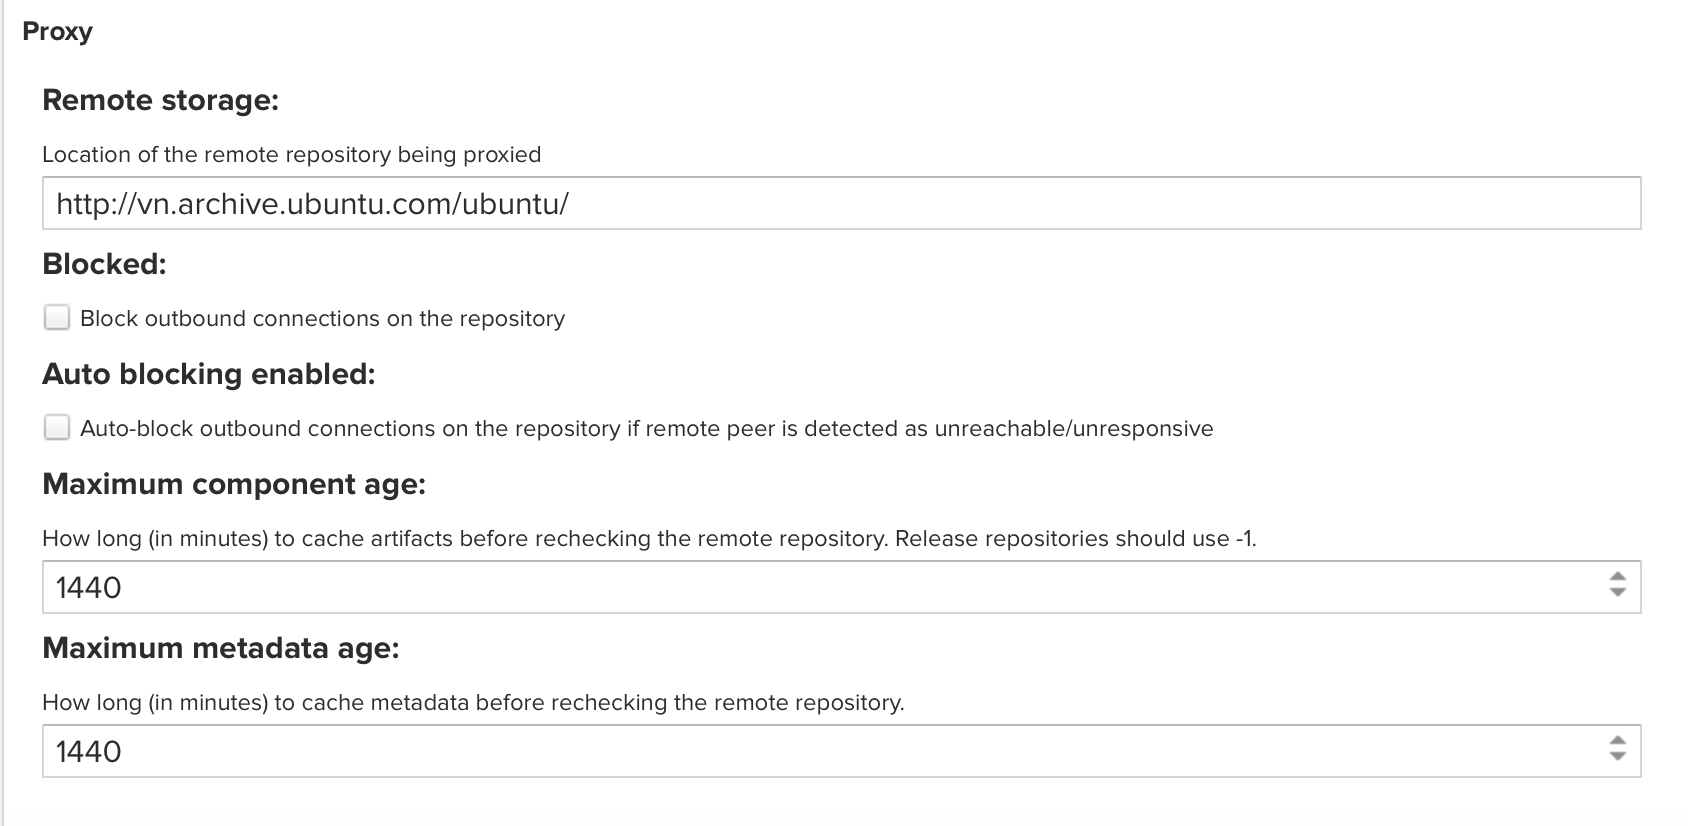 Proxy
Remote storage:
Location of the remote repository being proxied
http://vn.archive.ubuntu.com/ubuntu/
Blocked:
Block outbound connections on the repository
Auto blocking enabled:
Auto-block outbound connections on the repository if remote peer is detected as unreachable/unresponsive
Maximum component age:
How long (in minutes) to cache artifacts before rechecking the remote repository. Release repositories should use -1.
1440
Maximum metadata age:
How long (in minutes) to cache metadata before rechecking the remote repository.
1440